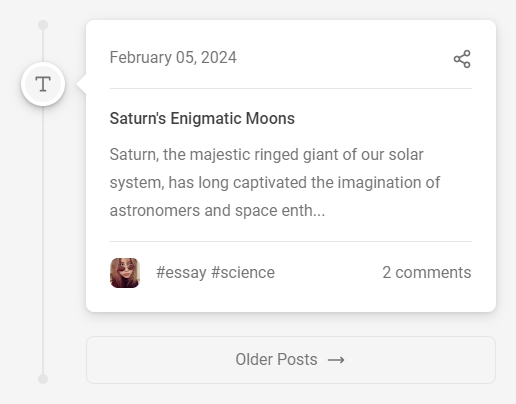 February 05, 2024
T
Saturn's Enigmatic Moons
Saturn, the majestic ringed giant of our solar
system, has long captivated the imagination of
astronomers and space enth...
#essay #science
2 comments
Older Posts